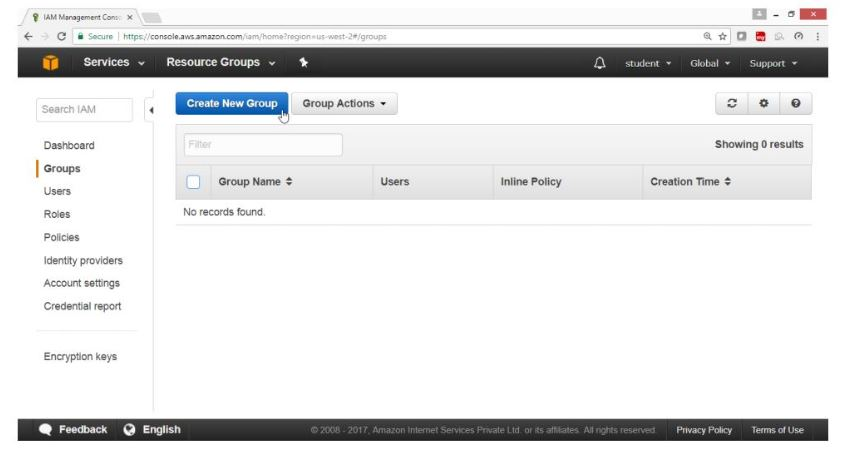 IAM Management Conso
Secure | https://console.aws.amazon.com/iam/home?region=us-west-2#/groups
Services Resource Groups student Global Support
Search IAM
Create New Group Group Actions
Dashboard
Groups
Users
Roles
Policies
Identity providers
Account settings
Credential report
Encryption keys
Filter
Showing 0 results
Group Name Users Inline Policy Creation Time
No records found.
Feedback English © 2008 - 2017, Amazon Internet Services Private Ltd. or its affiliates. All rights reserved. Privacy Policy Terms of Use